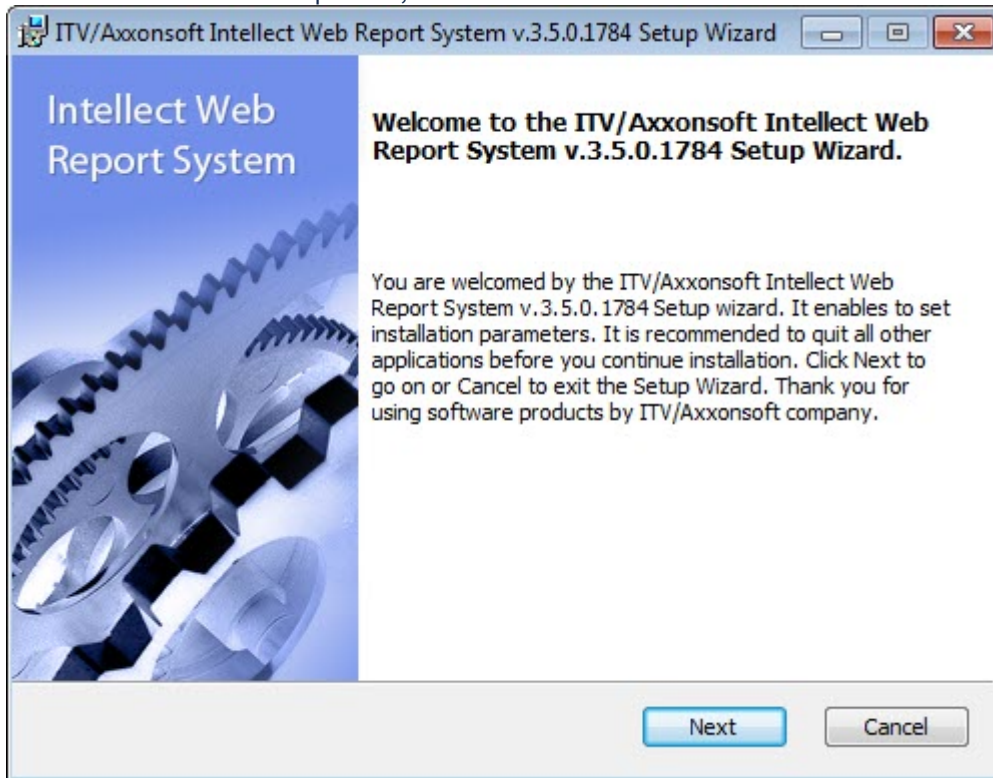 ITV/Axxonsoft Intellect Web Report System v.3.5.0.1784 Setup Wizard
Intellect Web
Report System
Welcome to the ITV/Axxonsoft Intellect Web
Report System v.3.5.0.1784 Setup Wizard.
You are welcomed by the ITV/Axxonsoft Intellect Web
Report System v.3.5.0.1784 Setup wizard. It enables to set
installation parameters. It is recommended to quit all other
applications before you continue installation. Click Next to
go on or Cancel to exit the Setup Wizard. Thank you for
using software products by ITV/Axxonsoft company.
Next
Cancel